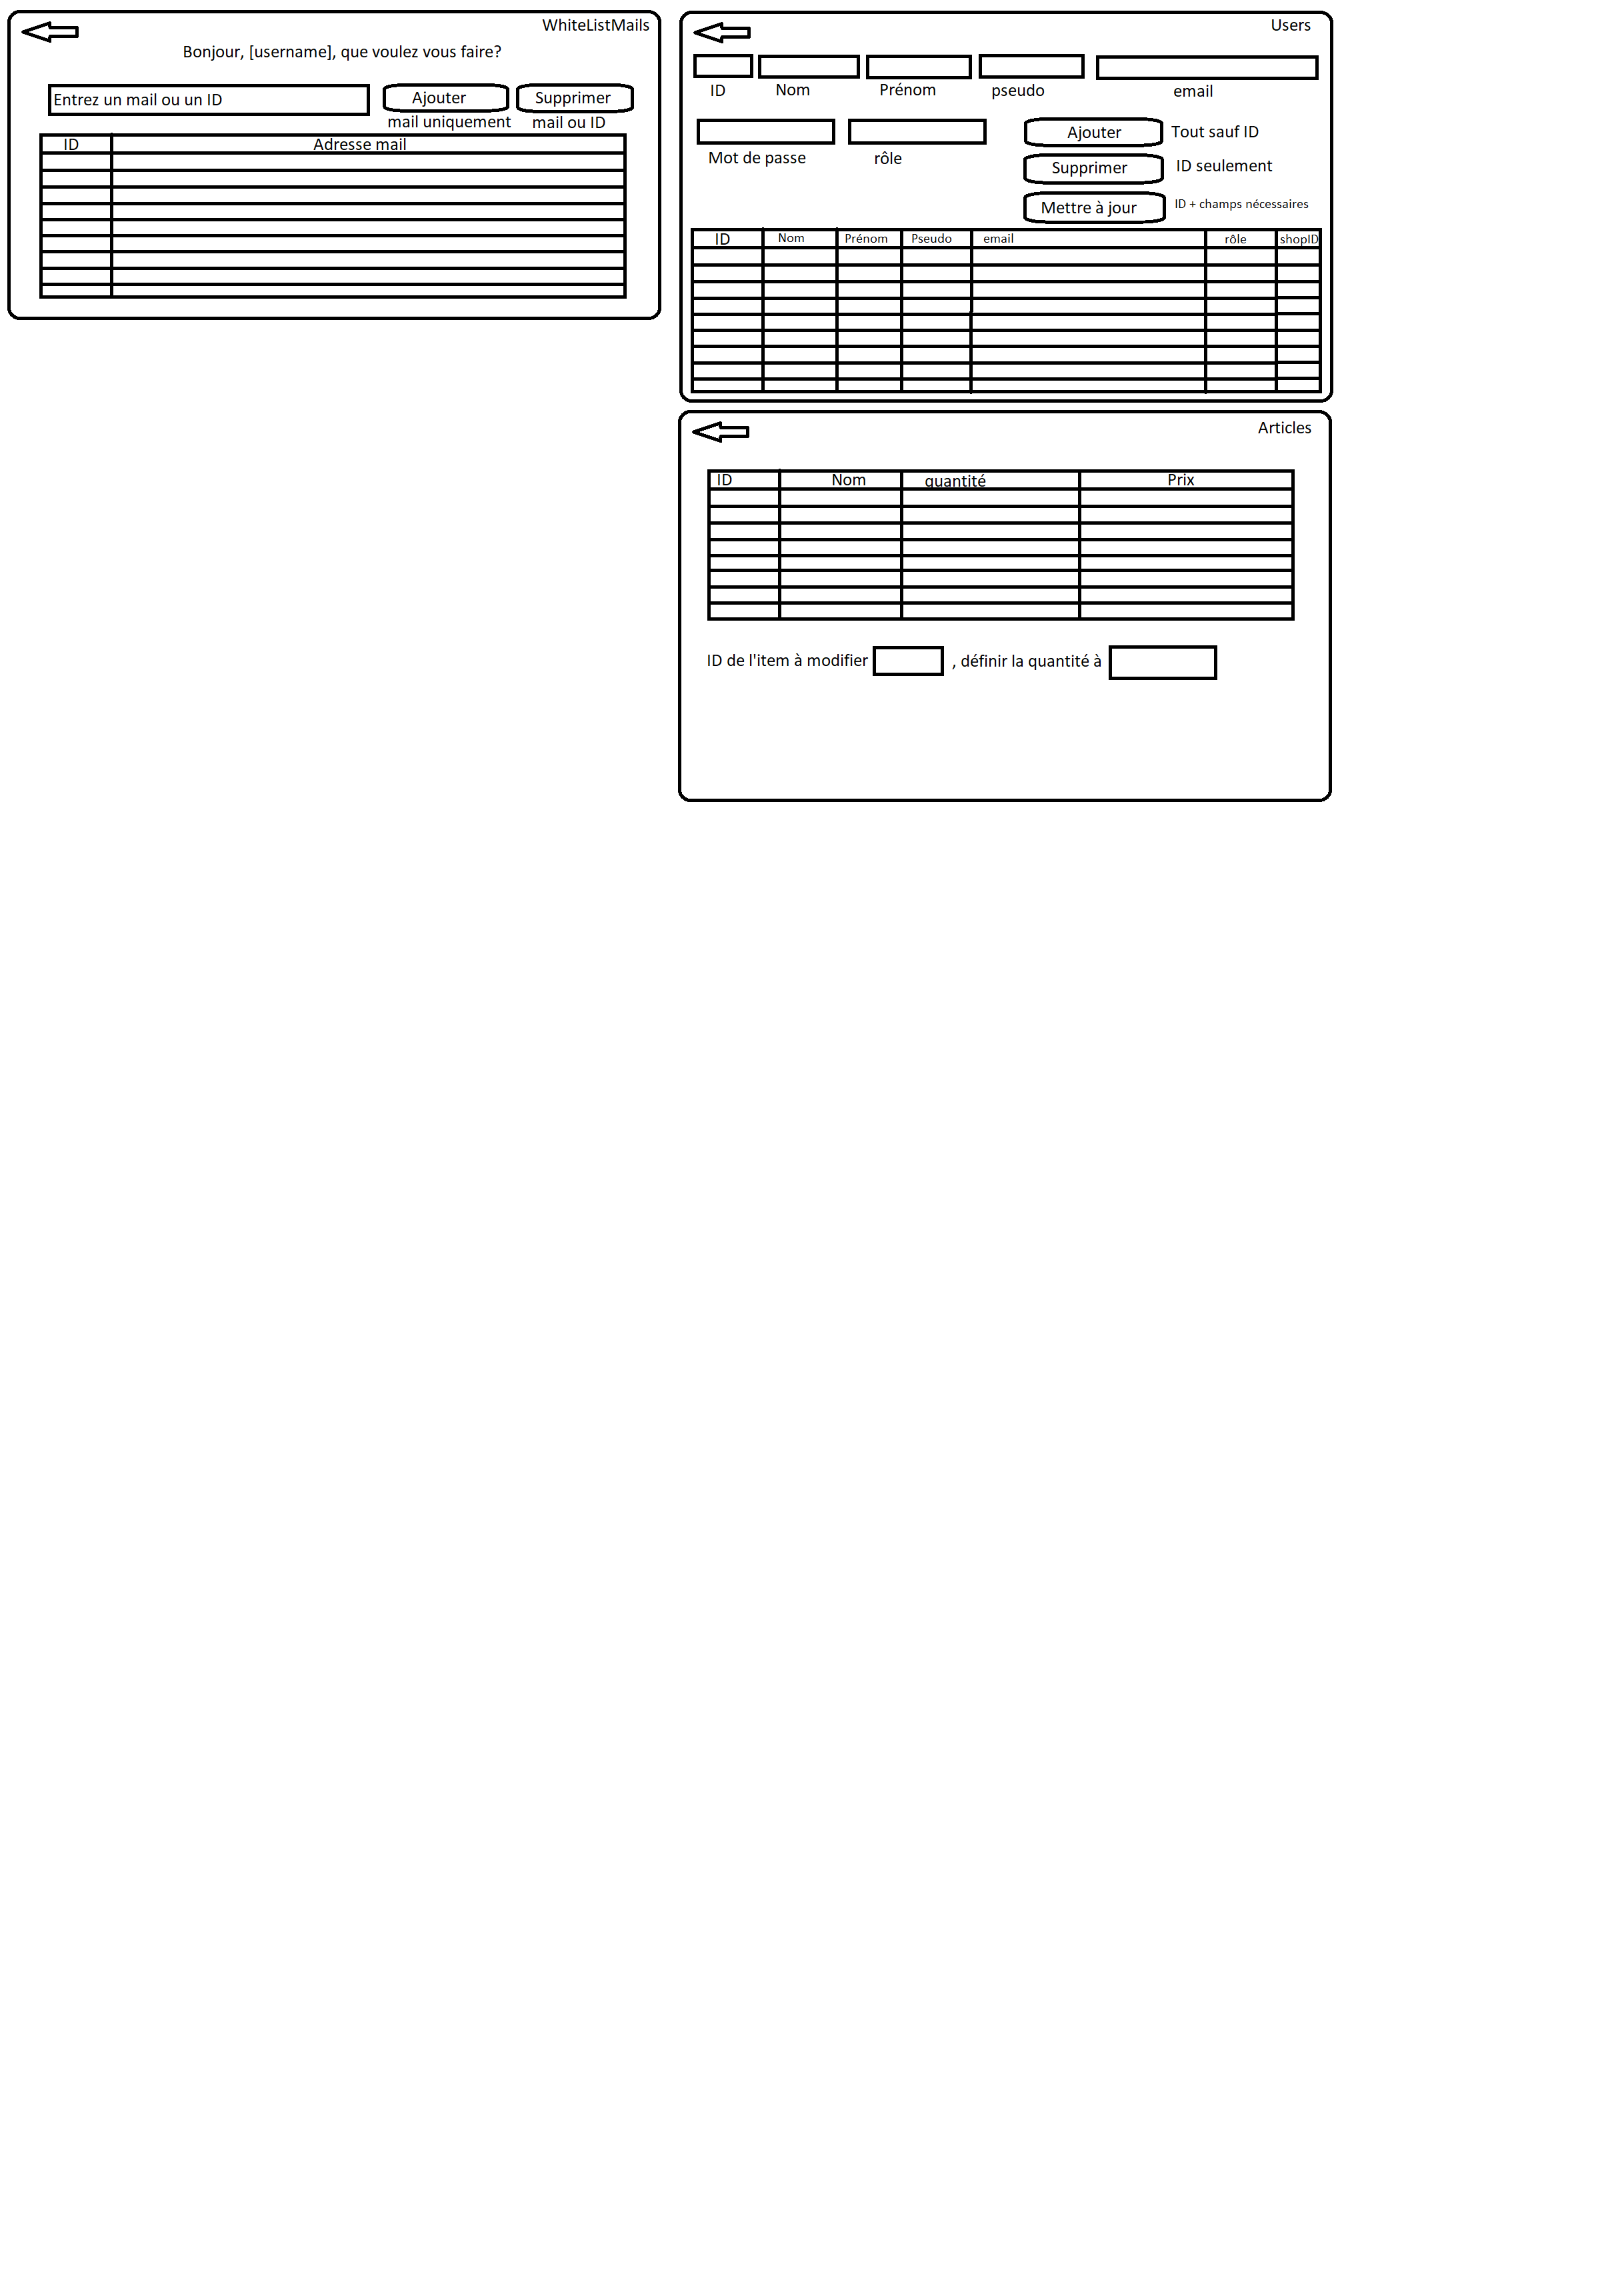 WhiteListMails
Bonjour, [username], que voulez vous faire?
Entrez un mail ou un ID
Ajouter
Supprimer
mail uniquement
mail ou ID
ID
Adresse mail
Users
ID
Nom
Prénom
pseudo
email
Mot de passe
rôle
Ajouter
Tout sauf ID
Supprimer
ID seulement
Mettre à jour
ID + champs nécessaires
ID
Nom
Prénom
Pseudo
email
rôle
shopID
Articles
ID
Nom
quantité
Prix
ID de l'item à modifier
, définir la quantité à